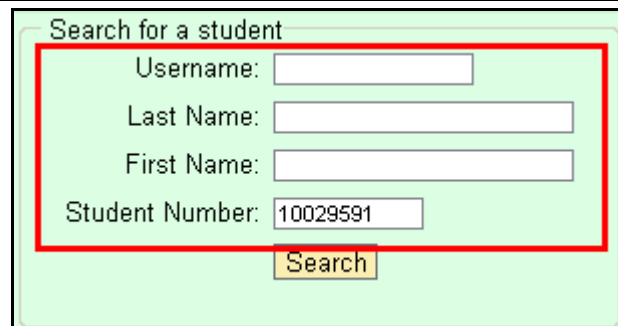 Search for a student
Username:
Last Name:
First Name:
Student Number: 10029591
Search